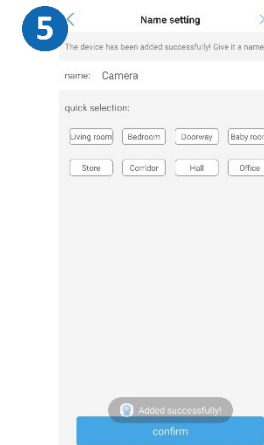 5
Name setting
The device has been added successfully! Give it a name
name: Camera
quick selection:
Living room Bedroom Doorway Baby room
Store Corridor Hall Office
Added successfully!
confirm